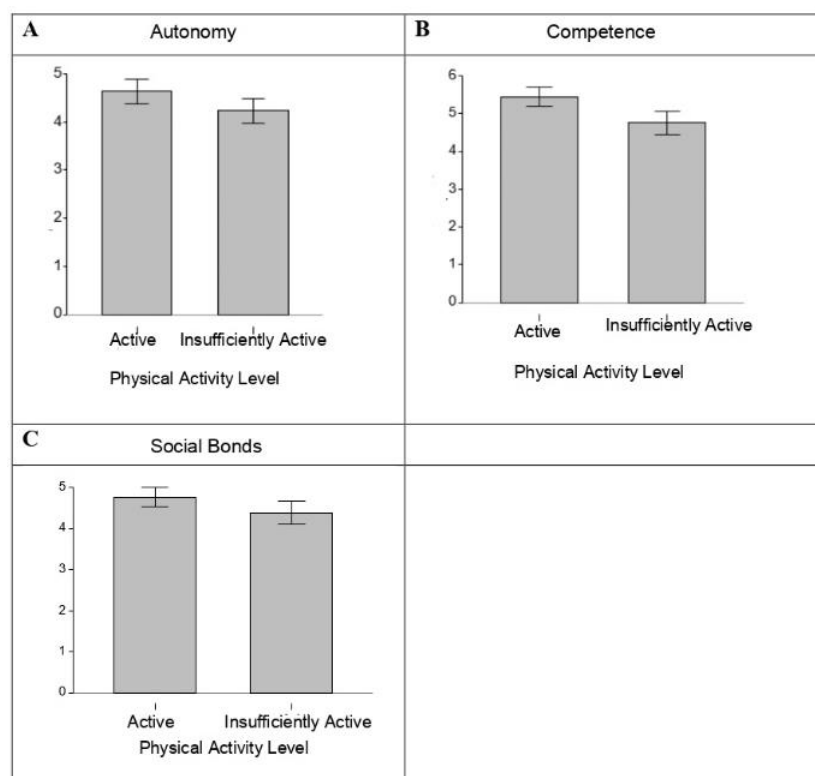 A
Autonomy
5
4
3
2
1
0
Active
Insufficiently Active
Physical Activity Level
B
Competence
6
5
4
3
2
1
0
Active
Insufficiently Active
Physical Activity Level
C
Social Bonds
5
4
3
2
1
0
Active
Insufficiently Active
Physical Activity Level